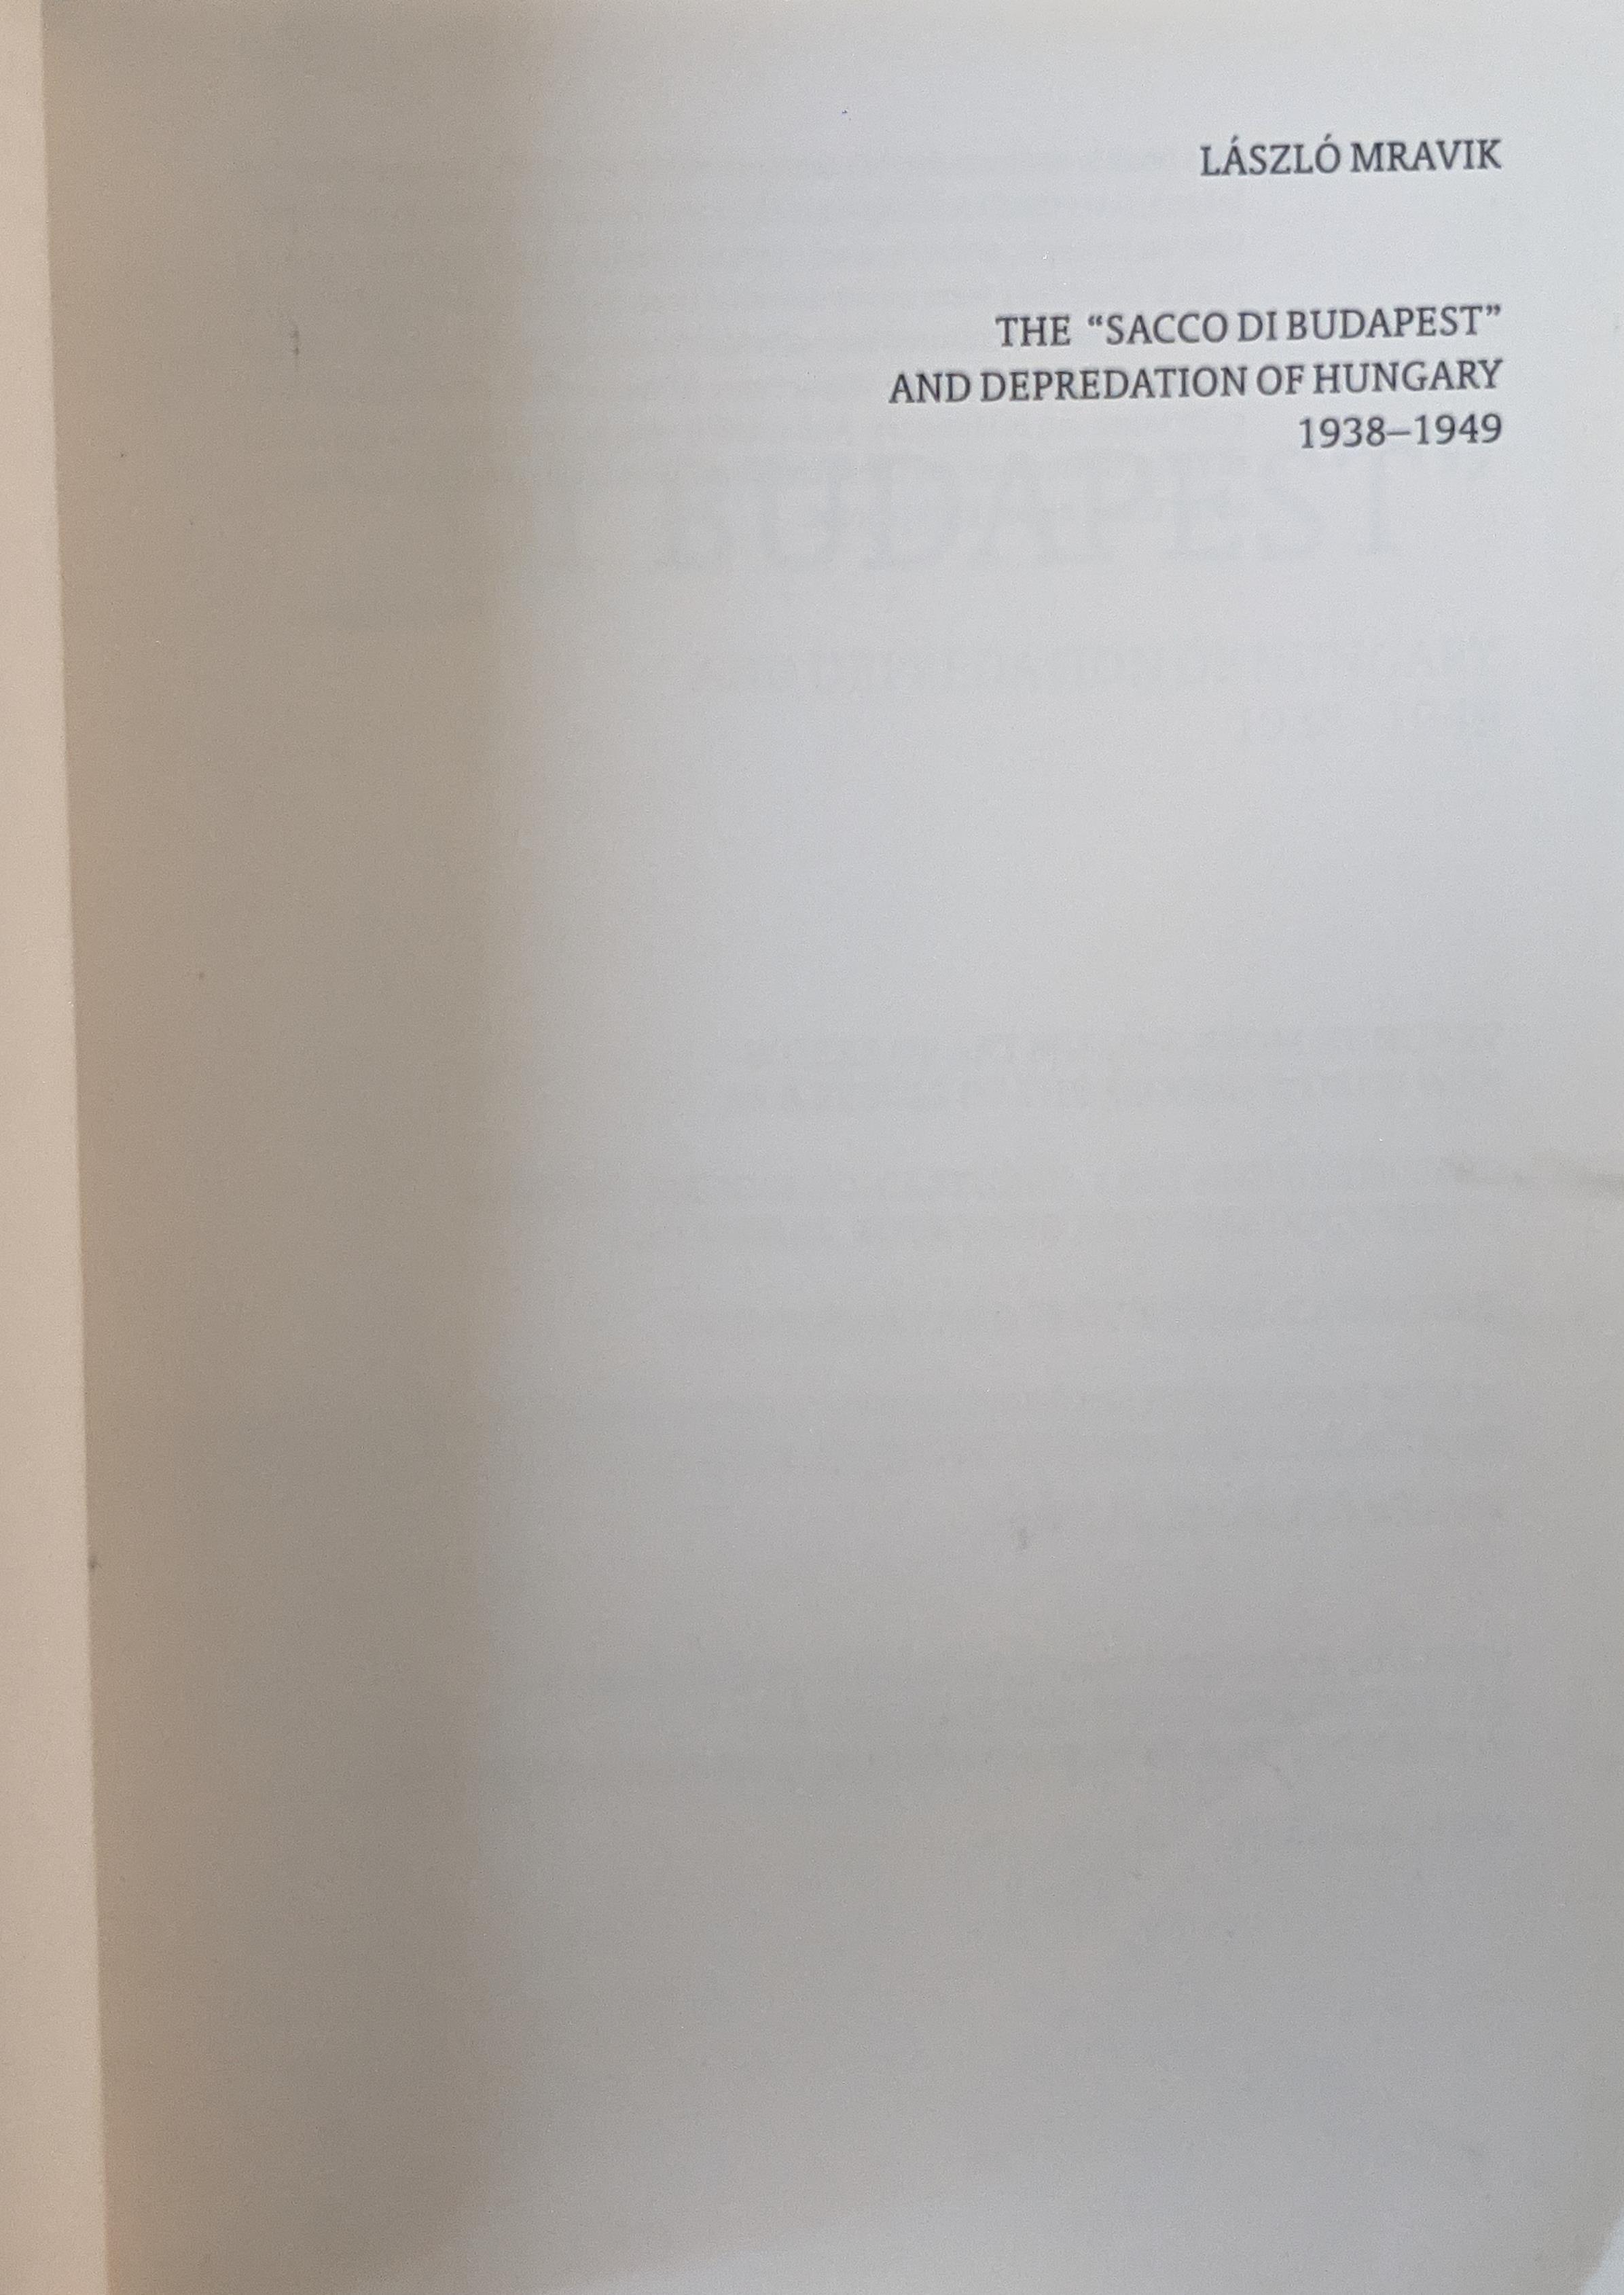 LÁSZLÓ MRAVIK
THE “SACCO DI BUDAPEST”
AND DEPREDATION OF HUNGARY
1938–1949